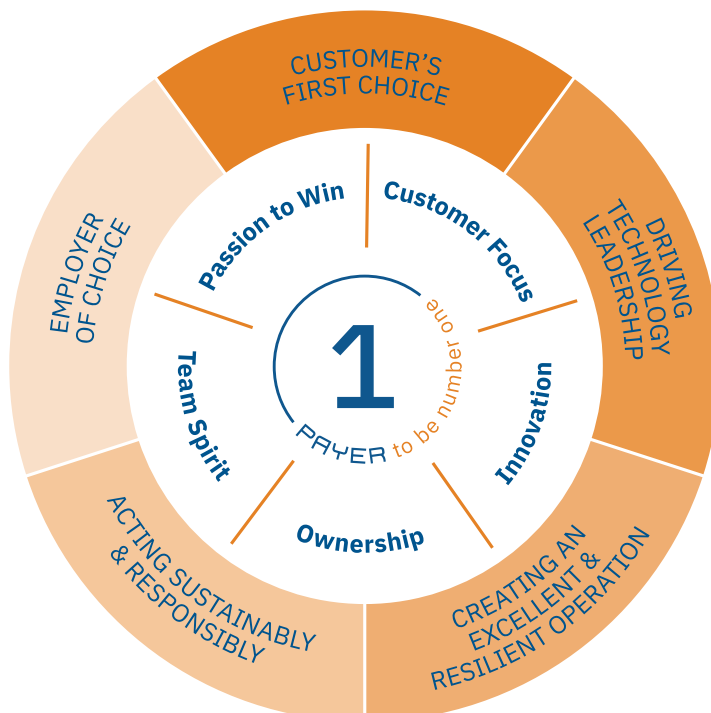 CUSTOMER'S
FIRST CHOICE
DRIVING
TECHNOLOGY
LEADERSHIP
CREATING AN
EXCELLENT &
RESILIENT OPERATION
ACTING SUSTAINABLY
& RESPONSIBLY
EMPLOYER
OF CHOICE
Passion to Win
Customer Focus
Innovation
Ownership
Team Spirit
1
PAYER to be number one